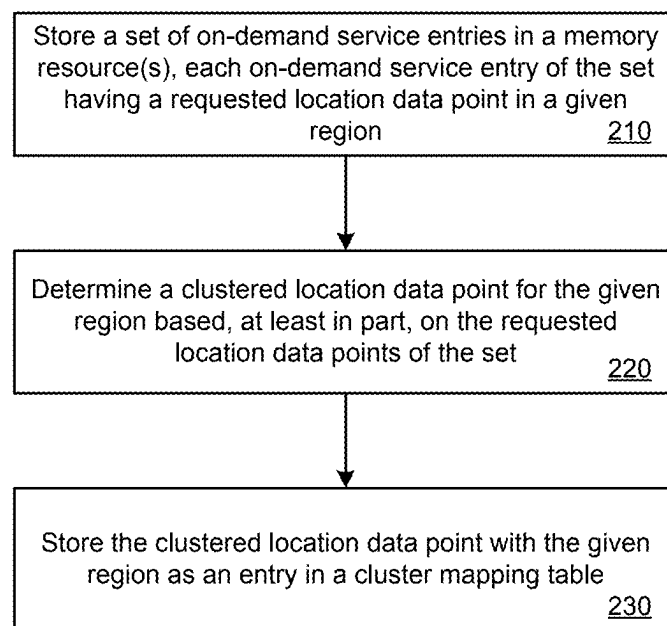 Store a set of on-demand service entries in a memory
resource(s), each on-demand service entry of the set
having a requested location data point in a given
region
210
Determine a clustered location data point for the given
region based, at least in part, on the requested
location data points of the set
220
Store the clustered location data point with the given
region as an entry in a cluster mapping table
230